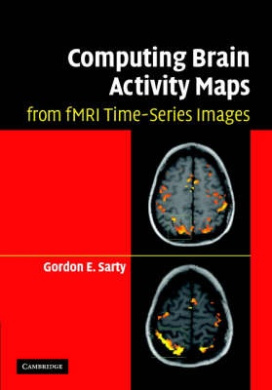 Computing Brain
Activity Maps
from fMRI Time-Series Images
Gordon E. Sarty
CAMBRIDGE